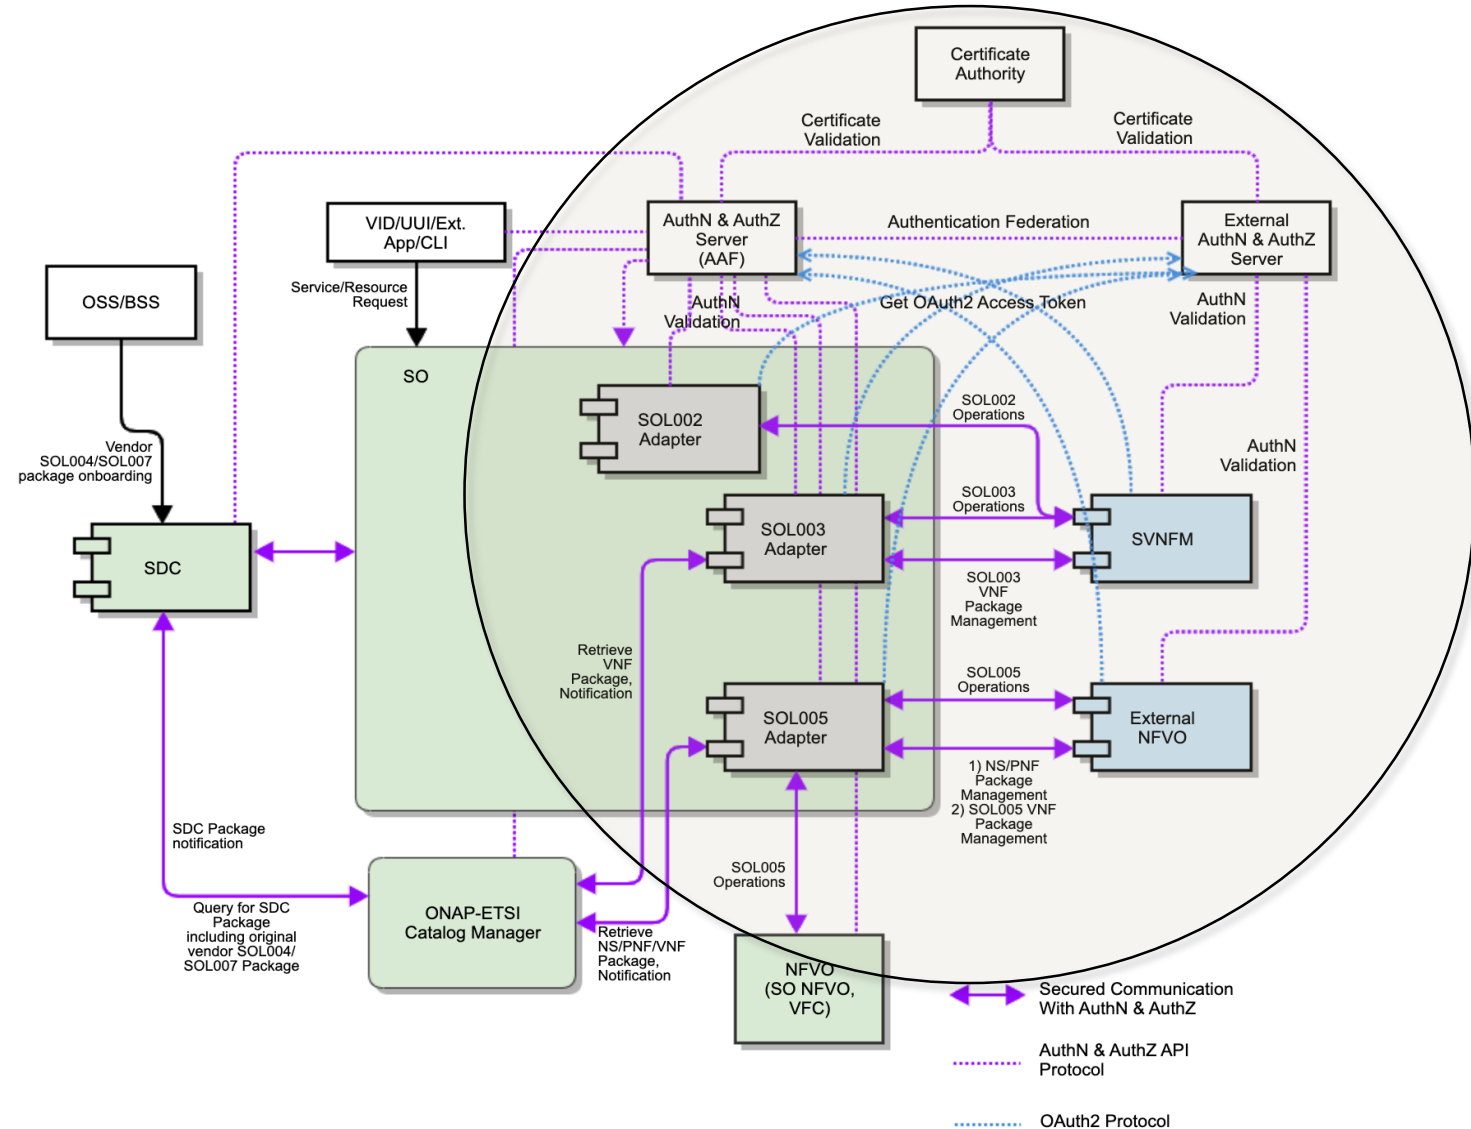 Certificate
Authority
Certificate
Validation
Certificate
Validation
VID/UUI/Ext.
App/CLI
AuthN & AuthZ
Server
(AAF)
Authentication Federation
External
AuthN & AuthZ
Server
OSS/BSS
Service/Resource
Request
AuthN
Validation
Get OAuth2 Access Token
AuthN
Validation
SO
SOL002
Adapter
SOL002
Operations
Vendor
SOL004/SOL007
package onboarding
AuthN
Validation
SDC
SOL003
Adapter
SOL003
Operations
SVNFM
SOL003
VNF
Package
Management
Retrieve
VNF
Package,
Notification
SOL005
Adapter
SOL005
Operations
External
NFVO
1) NS/PNF
Package
Management
2) SOL005 VNF
Package
Management
SDC Package
notification
SOL005
Operations
Query for SDC
Package
including original
vendor SOL004/
SOL007 Package
ONAP-ETSI
Catalog Manager
Retrieve
NS/PNF/VNF
Package,
Notification
NFVO
(SO NFVO,
VFC)
Secured Communication
With AuthN & AuthZ
AuthN & AuthZ API
Protocol
OAuth2 Protocol